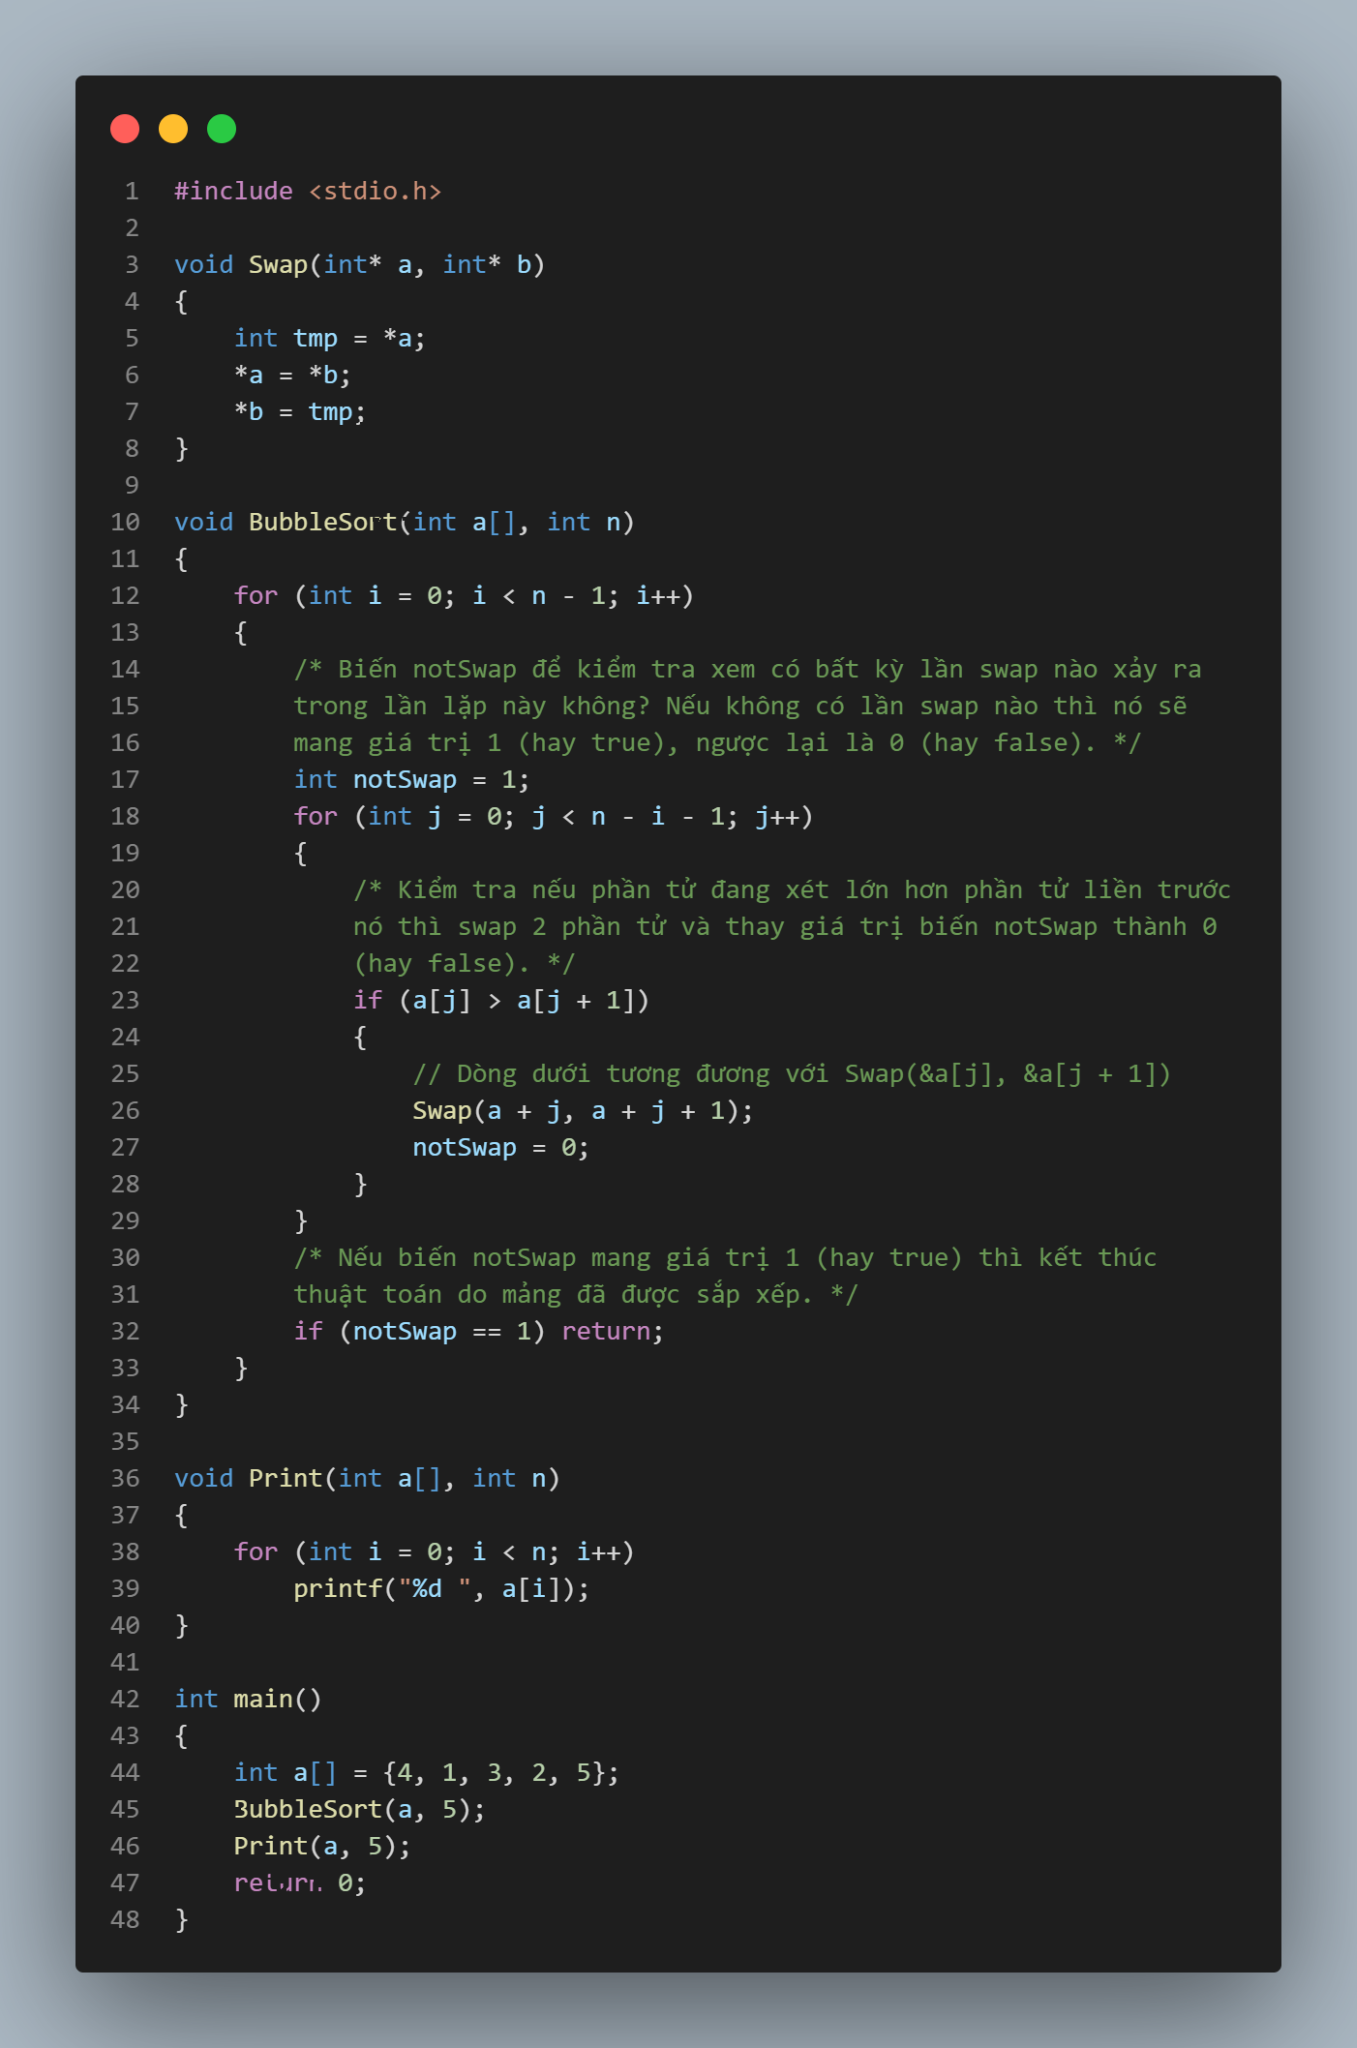 1 #include <stdio.h>
2
3 void Swap(int* a, int* b)
4 {
5     int tmp = *a;
6     *a = *b;
7     *b = tmp;
8 }
9
10 void BubbleSort(int a[], int n)
11 {
12     for (int i = 0; i < n - 1; i++)
13     {
14         /* Biến notSwap để kiểm tra xem có bất kỳ lần swap nào xảy ra
15         trong lần lặp này không? Nếu không có lần swap nào thì nó sẽ
16         mang giá trị 1 (hay true), ngược lại là 0 (hay false). */
17         int notSwap = 1;
18         for (int j = 0; j < n - i - 1; j++)
19         {
20             /* Kiểm tra nếu phần tử đang xét lớn hơn phần tử liền trước
21             nó thì swap 2 phần tử và thay giá trị biến notSwap thành 0
22             (hay false). */
23             if (a[j] > a[j + 1])
24             {
25                 // Dòng dưới tương đương với Swap(&a[j], &a[j + 1])
26                 Swap(a + j, a + j + 1);
27                 notSwap = 0;
28             }
29         }
30         /* Nếu biến notSwap mang giá trị 1 (hay true) thì kết thúc
31         thuật toán do mảng đã được sắp xếp. */
32         if (notSwap == 1) return;
33     }
34 }
35
36 void Print(int a[], int n)
37 {
38     for (int i = 0; i < n; i++)
39         printf("%d ", a[i]);
40 }
41
42 int main()
43 {
44     int a[] = {4, 1, 3, 2, 5};
45     BubbleSort(a, 5);
46     Print(a, 5);
47     return 0;
48 }